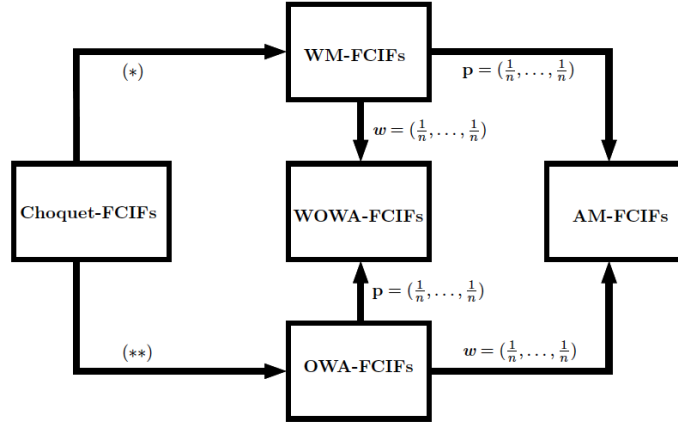 WM-FCIFs
(*)
p = (1/n, . . . , 1/n)
w = (1/n, . . . , 1/n)
Choquet-FCIFs
WOWA-FCIFs
AM-FCIFs
p = (1/n, . . . , 1/n)
(**)
w = (1/n, . . . , 1/n)
OWA-FCIFs